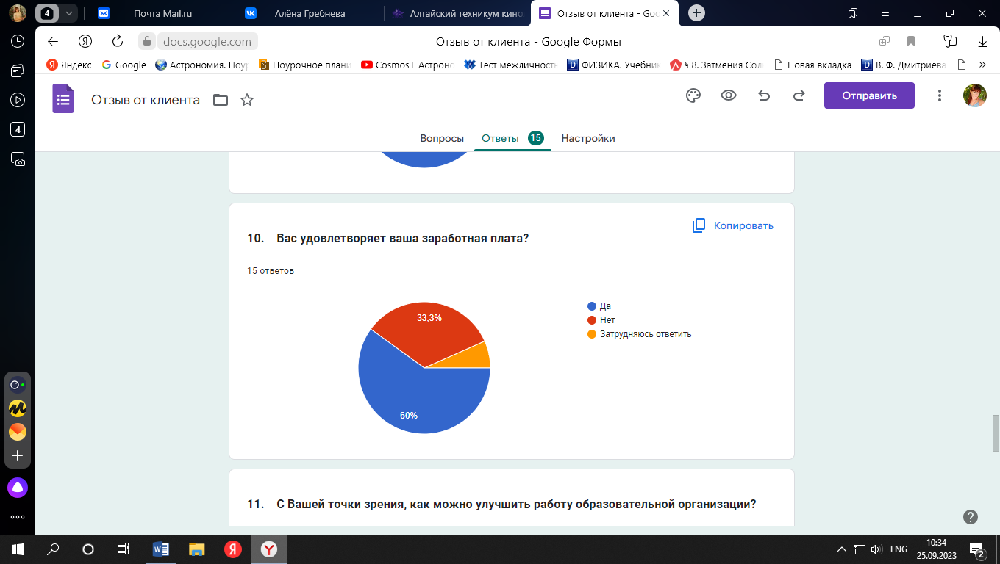 4
Почта Mail.ru
Алёна Гребнева
Алтайский техникум кино
Отзыв от клиента - Goo
docs.google.com
Отзыв от клиента - Google Формы
Яндекс
Google
Астрономия. Поур
Поурочное плани
Cosmos+ Астроно
Тест межличностн
ФИЗИКА. Учебник
§ 8. Затмения Сол
Новая вкладка
В. Ф. Дмитриева
Отзыв от клиента
Отправить
4
Вопросы
Ответы 15
Настройки
Копировать
10. Вас удовлетворяет ваша заработная плата?
15 ответов
33,3%
60%
Да
Нет
Затрудняюсь ответить
11. С Вашей точки зрения, как можно улучшить работу образовательной организации?
ENG
10:34
25.09.2023
2